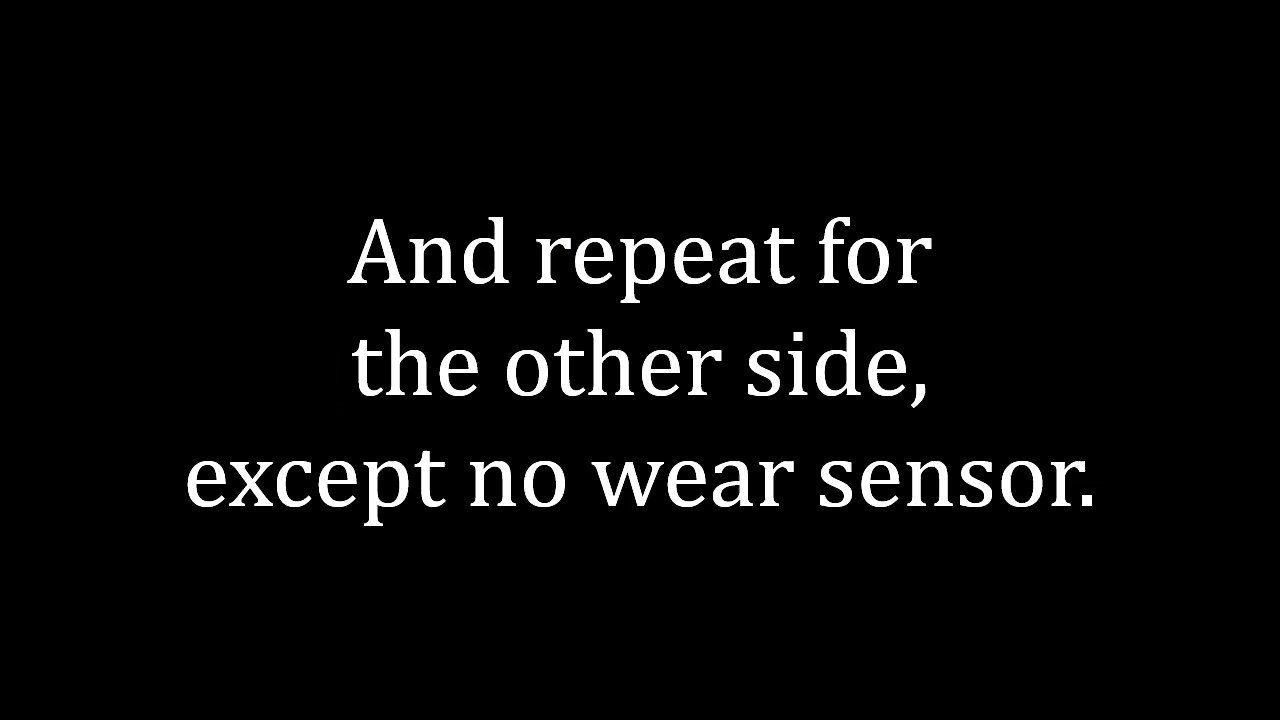 And repeat for
the other side,
except no wear sensor.